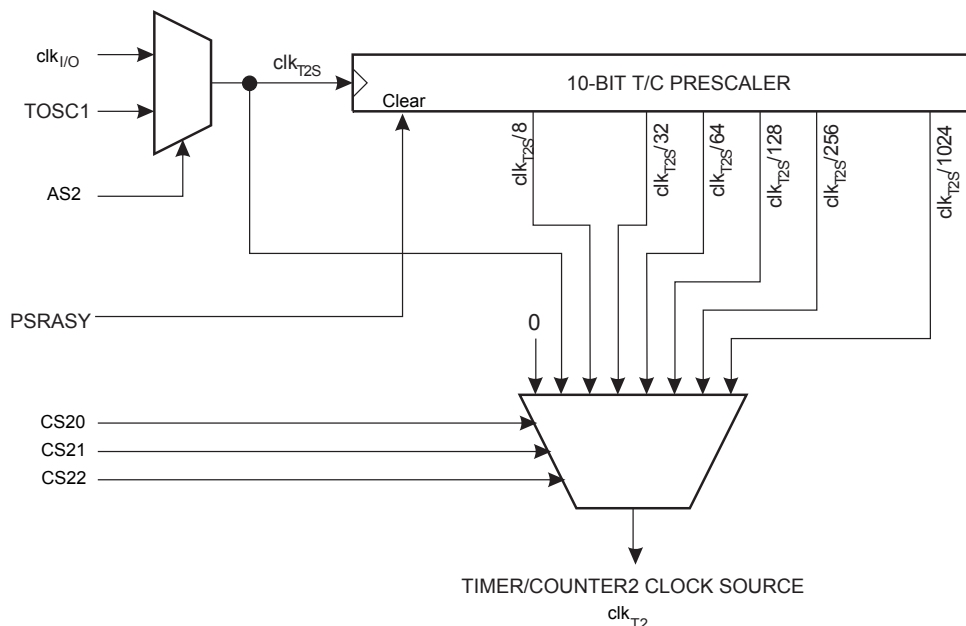 clkI/O
clkT2S
TOSC1
10-BIT T/C PRESCALER
Clear
AS2
clkT2S/8
clkT2S/32
clkT2S/64
clkT2S/128
clkT2S/256
clkT2S/1024
PSRASY
0
CS20
CS21
CS22
TIMER/COUNTER2 CLOCK SOURCE
clkT2